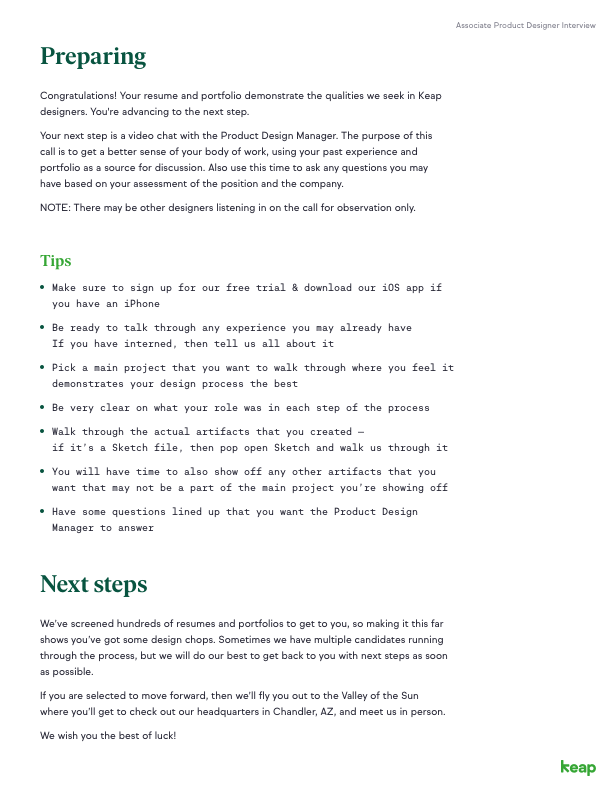 Associate Product Designer Interview
Preparing
Congratulations! Your resume and portfolio demonstrate the qualities we seek in Keap
designers. You're advancing to the next step.
Your next step is a video chat with the Product Design Manager. The purpose of this
call is to get a better sense of your body of work, using your past experience and
portfolio as a source for discussion. Also use this time to ask any questions you may
have based on your assessment of the position and the company.
NOTE: There may be other designers listening in on the call for observation only.
Tips
• Make sure to sign up for our free trial & download our iOS app if
you have an iPhone
• Be ready to talk through any experience you may already have
If you have interned, then tell us all about it
• Pick a main project that you want to walk through where you feel it
demonstrates your design process the best
• Be very clear on what your role was in each step of the process
• Walk through the actual artifacts that you created —
if it's a Sketch file, then pop open Sketch and walk us through it
• You will have time to also show off any other artifacts that you
want that may not be a part of the main project you're showing off
• Have some questions lined up that you want the Product Design
Manager to answer
Next steps
We've screened hundreds of resumes and portfolios to get to you, so making it this far
shows you've got some design chops. Sometimes we have multiple candidates running
through the process, but we will do our best to get back to you with next steps as soon
as possible.
If you are selected to move forward, then we'll fly you out to the Valley of the Sun
where you'll get to check out our headquarters in Chandler, AZ, and meet us in person.
We wish you the best of luck!
keap